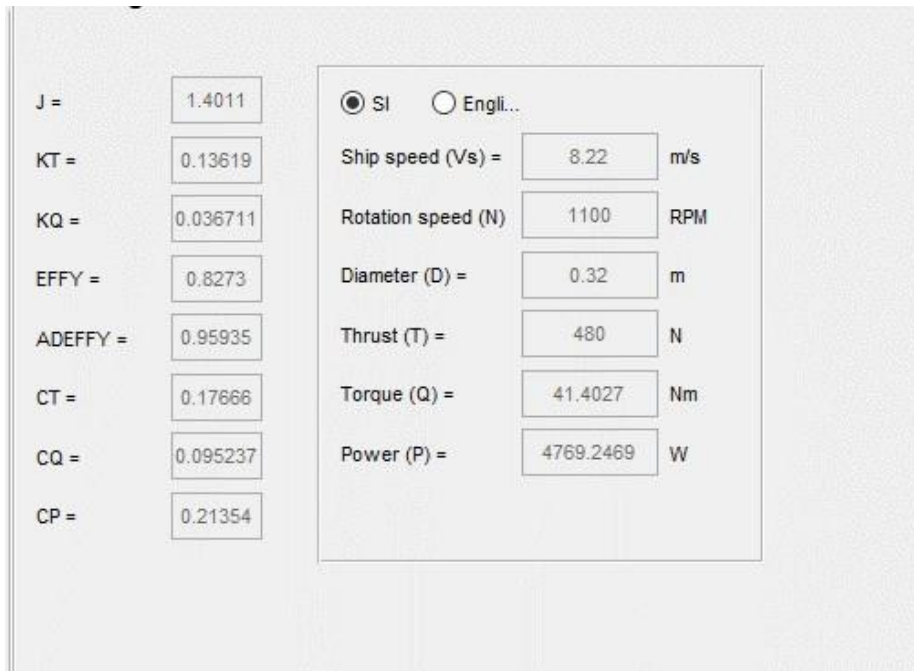 J = 1.4011
KT = 0.13619
KQ = 0.036711
EFFY = 0.8273
ADEFFY = 0.95935
CT = 0.17666
CQ = 0.095237
CP = 0.21354
SI Engli...
Ship speed (Vs) = 8.22 m/s
Rotation speed (N) 1100 RPM
Diameter (D) = 0.32 m
Thrust (T) = 480 N
Torque (Q) = 41.4027 Nm
Power (P) = 4769.2469 W